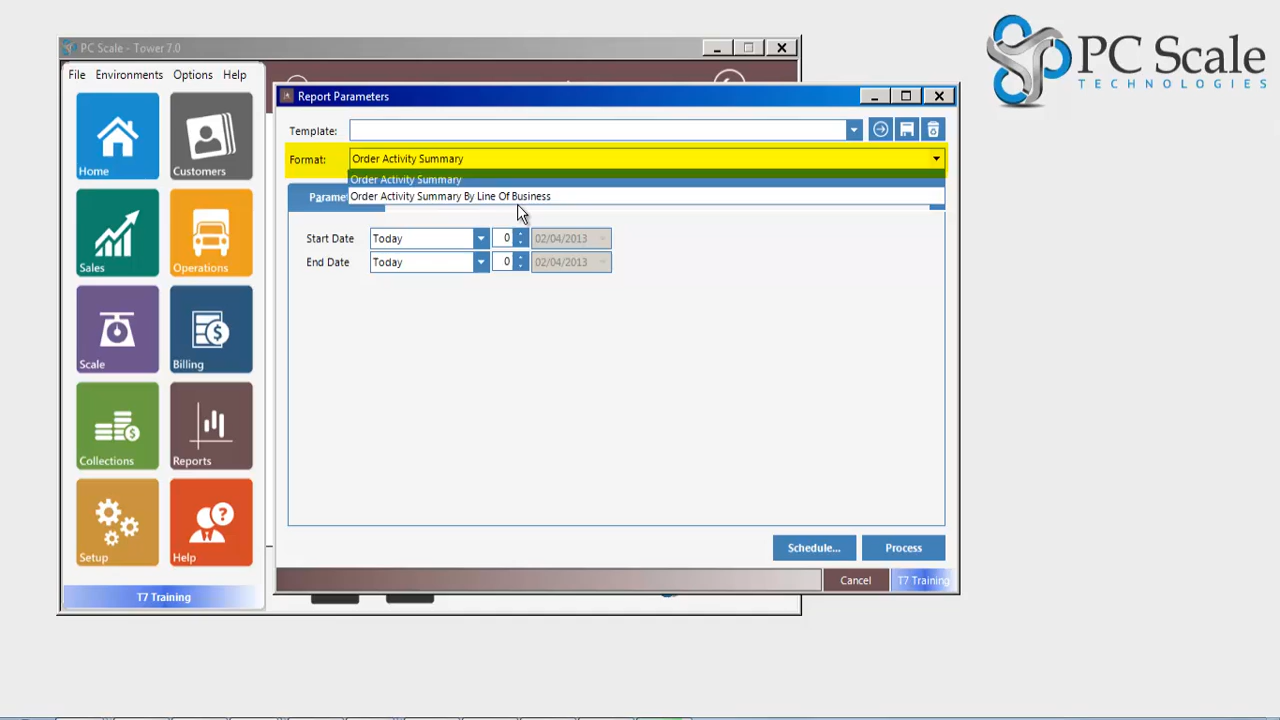 PC Scale - Tower 7.0
File Environments Options Help
Home
Customers
Sales
Operations
Scale
Billing
Collections
Reports
Setup
Help
T7 Training
Report Parameters
Template:
Format: Order Activity Summary
Order Activity Summary
Order Activity Summary By Line Of Business
Start Date Today 0 02/04/2013
End Date Today 0 02/04/2013
Schedule... Process
Cancel T7 Training
PC Scale
TECHNOLOGIES